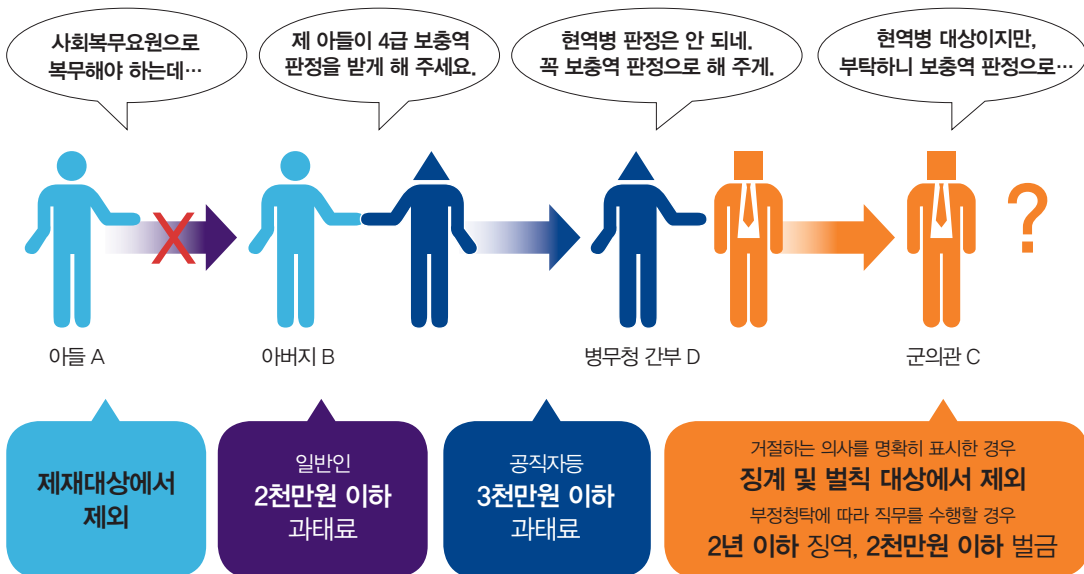 사회복무요원으로
복무해야 하는데…
제 아들이 4급 보충역
판정을 받게 해 주세요.
현역병 판정은 안 되네.
꼭 보충역 판정으로 해 주게.
현역병 대상이지만,
부탁하니 보충역 판정으로…
X
?
아들 A
아버지 B
병무청 간부 D
군의관 C
제재대상에서
제외
일반인
2천만원 이하
과태료
공직자등
3천만원 이하
과태료
거절하는 의사를 명확히 표시한 경우
징계 및 벌칙 대상에서 제외
부정청탁에 따라 직무를 수행할 경우
2년 이하 징역, 2천만원 이하 벌금